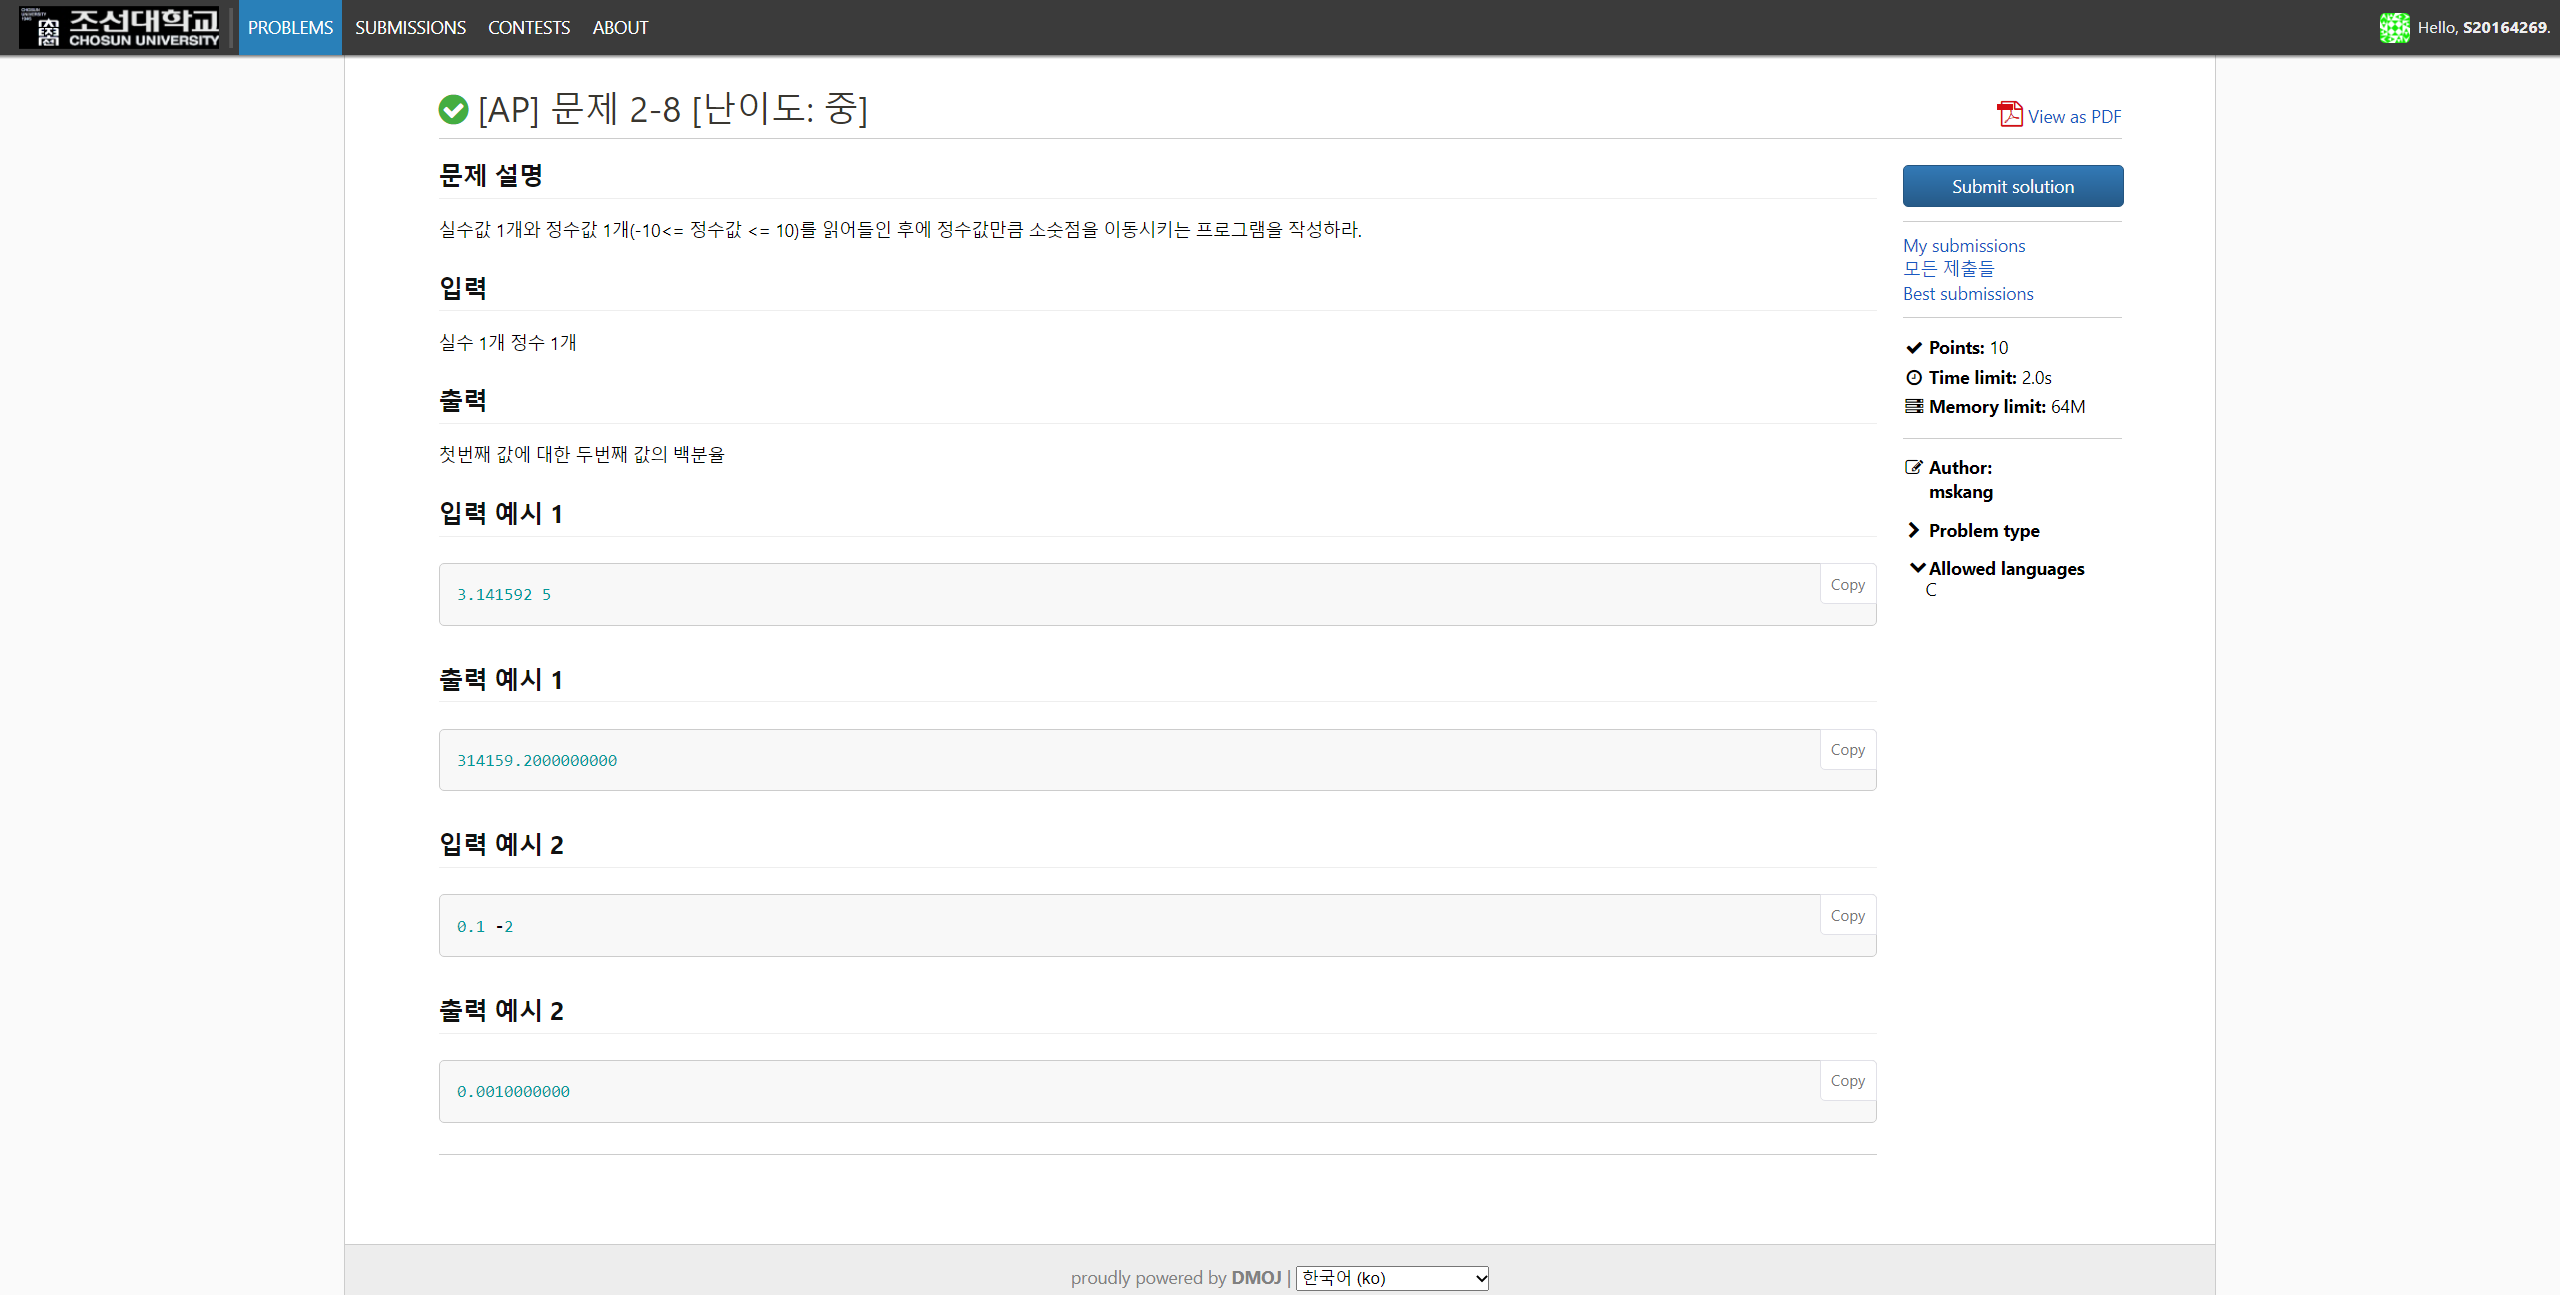 조선대학교
CHOSUN UNIVERSITY
PROBLEMS SUBMISSIONS CONTESTS ABOUT
Hello, S20164269.
[AP] 문제 2-8 [난이도: 중]
View as PDF
문제 설명
실수값 1개와 정수값 1개(-10<= 정수값 <= 10)를 읽어들인 후에 정수값만큼 소숫점을 이동시키는 프로그램을 작성하라.
입력
실수 1개 정수 1개
출력
첫번째 값에 대한 두번째 값의 백분율
입력 예시 1
3.141592 5
Copy
출력 예시 1
314159.2000000000
Copy
입력 예시 2
0.1 -2
Copy
출력 예시 2
0.0010000000
Copy
Submit solution
My submissions
모든 제출들
Best submissions
Points: 10
Time limit: 2.0s
Memory limit: 64M
Author:
mskang
Problem type
Allowed languages
C
proudly powered by DMOJ | 한국어 (ko)